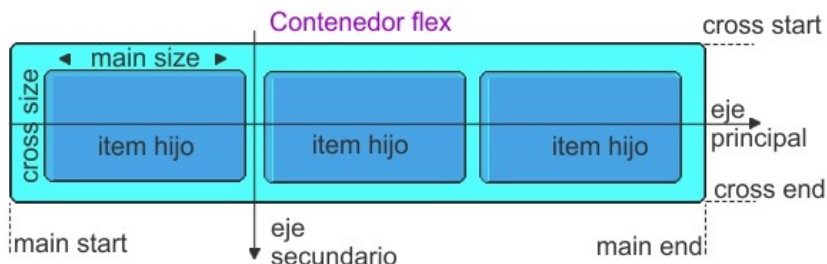 Contenedor flex
cross start
main size
cross size
item hijo
item hijo
item hijo
eje
principal
cross end
main start
eje
secundario
main end